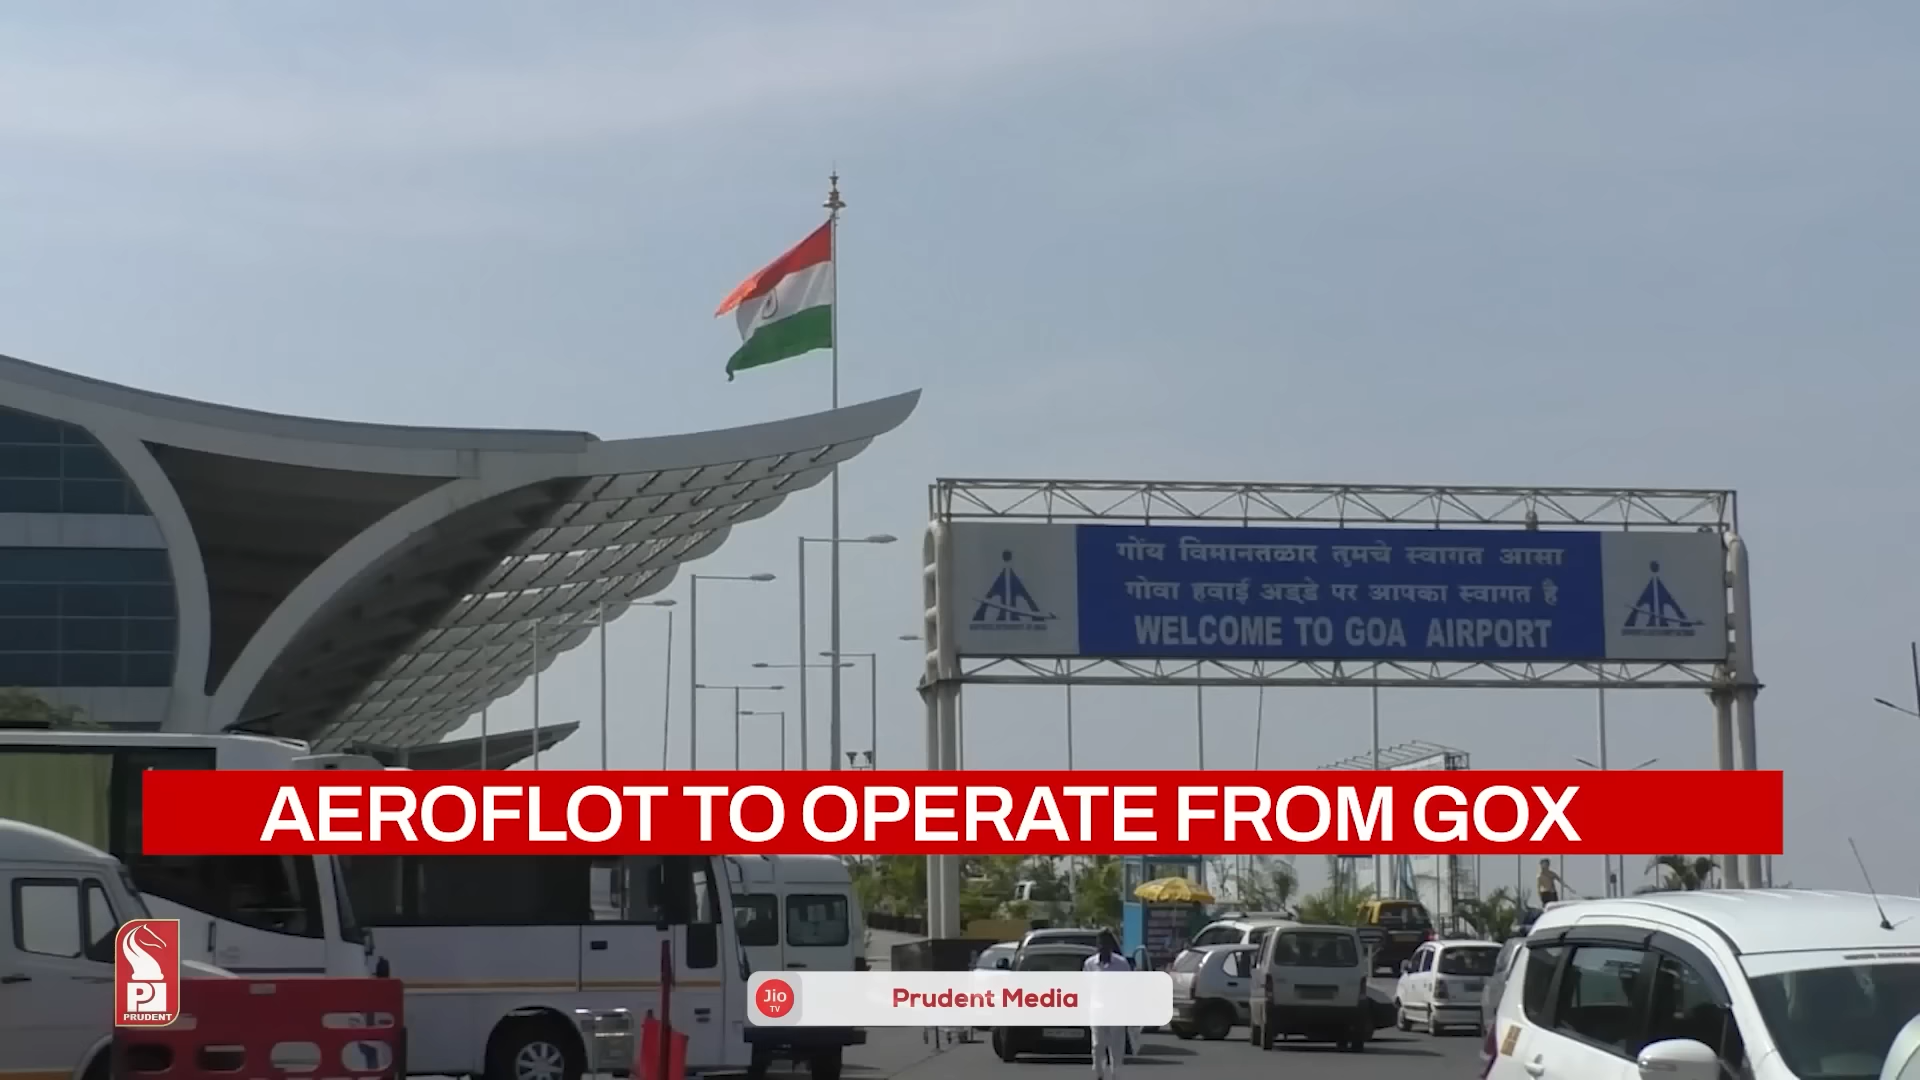 गोंय विमानतळार तुमचे स्वागत आसा
गोवा हवाई अड्डे पर आपका स्वागत है
WELCOME TO GOA AIRPORT
AEROFLOT TO OPERATE FROM GOX
P
PRUDENT
Jio
TV
Prudent Media